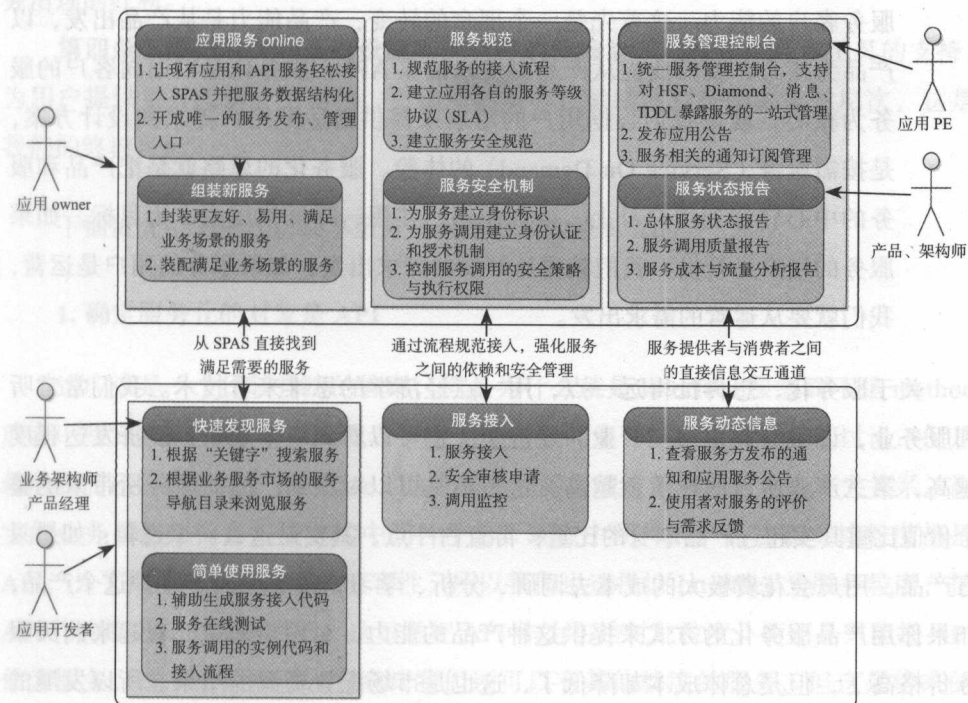 应用服务 online
1. 让现有应用和 API 服务轻松接
入 SPAS 并把服务数据结构化
2. 开成唯一的服务发布、管理
入口
组装新服务
1. 封装更友好、易用、满足
业务场景的服务
2. 装配满足业务场景的服务
服务规范
1. 规范服务的接入流程
2. 建立应用各自的服务等级
协议（SLA）
3. 建立服务安全规范
服务安全机制
1. 为服务建立身份标识
2. 为服务调用建立身份认证
和授术机制
3. 控制服务调用的安全策略
与执行权限
服务管理控制台
1. 统一服务管理控制台，支持
对 HSF、Diamond、消息、
TDDL 暴露服务的一站式管理
2. 发布应用公告
3. 服务相关的通知订阅管理
服务状态报告
1. 总体服务状态报告
2. 服务调用质量报告
3. 服务成本与流量分析报告
应用 owner
应用 PE
产品、架构师
从 SPAS 直接找到
满足需要的服务
通过流程规范接入，强化服务
之间的依赖和安全管理
服务提供者与消费者之间
的直接信息交互通道
业务架构师
产品经理
应用开发者
快速发现服务
1. 根据“关键字”搜索服务
2. 根据业务服务市场的服务
导航目录来浏览服务
简单使用服务
1. 辅助生成服务接入代码
2. 服务在线测试
3. 服务调用的实例代码和
接入流程
服务接入
1. 服务接入
2. 安全审核申请
3. 调用监控
服务动态信息
1. 查看服务方发布的通
知和应用服务公告
2. 使用者对服务的评价
与需求反馈